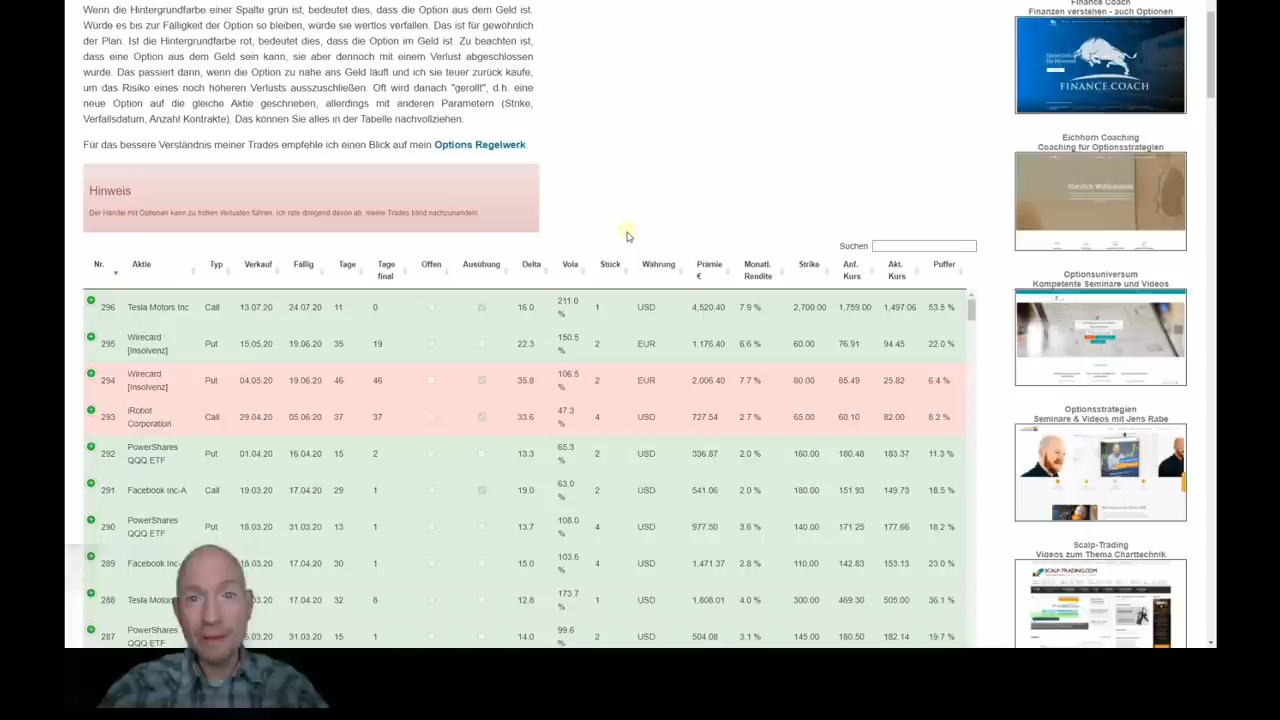 Wenn die Hintergrundfarbe einer Spalte grün ist, bedeutet dies, dass die Option aus dem Geld ist.
Würde es bis zur Fälligkeit der Option so bleiben, würde sie wertlos verfallen. Das ist für gewöhnlich
der Plan. Ist die Hintergrundfarbe rot, bedeutet dies, dass die Option im Geld ist. Zu beachten ist,
dass eine Option aus dem Geld sein kann, sie aber dennoch mit einem Verlust abgeschlossen
wurde. Das passiert dann, wenn die Option zu nahe ans Geld läuft und ich sie teuer zurück kaufe,
um das Risiko eines noch höheren Verlusts auszuschließen. Oft wird danach "gerollt", d.h. eine
neue Option auf die gleiche Aktie geschrieben, allerdings mit anderen Parametern (Strike,
Verfallsdatum, Anzahl Kontrakte). Das können Sie alles in der Tabelle nachvollziehen.
Für das bessere Verständnis meiner Trades empfehle ich einen Blick auf mein Options Regelwerk.
Hinweis
Der Handel mit Optionen kann zu hohen Verlusten führen. Ich rate dringend davon ab, meine Trades blind nachzuhandeln.
Suchen
Nr. Aktie Typ Verkauf Fällig Tage Tage final Offen Ausübung Delta Vola Stück Währung Prämie € Monatl. Rendite Strike Anf. Kurs Akt. Kurs Puffer
296 Tesla Motors Inc Call 13.07.20 24.07.20 11 0 16.0 211.0 % 1 USD 4,520.40 7.9 % 2,700.00 1,759.00 1,497.06 53.5 %
295 Wirecard [Insolvenz] Put 15.05.20 19.06.20 35 1 22.3 150.5 % 2 EUR 1,176.40 6.6 % 60.00 76.91 94.45 22.0 %
294 Wirecard [Insolvenz] Put 04.05.20 19.06.20 46 46 35.8 106.5 % 2 EUR 2,006.40 7.7 % 80.00 85.49 25.82 6.4 %
293 iRobot Corporation Call 29.04.20 05.06.20 37 37 33.6 47.3 % 4 USD 727.54 2.7 % 65.00 60.10 82.00 8.2 %
292 PowerShares QQQ ETF Put 01.04.20 16.04.20 15 2 13.3 65.3 % 2 USD 336.87 2.0 % 160.00 180.48 183.37 11.3 %
291 Facebook Inc-A Call 19.03.20 17.04.20 29 1 19.0 63.0 % 2 USD 541.06 2.0 % 180.00 151.93 149.73 18.5 %
290 PowerShares QQQ ETF Put 18.03.20 31.03.20 13 1 13.7 108.0 % 4 USD 977.50 3.6 % 140.00 171.25 177.66 18.2 %
289 Facebook Inc- 17.04.20 30 1 15.0 103.6 % 4 USD 1,471.37 2.8 % 110.00 142.83 153.13 23.0 %
288 Tesla Motors 17.04.20 32 12.8 173.7 % 1 USD 4.0 % 300.00 469.30 505.00 36.1 %
287 PowerShares QQQ ETF 31.03.20 15 1 14.0 99.6 % 2 USD 504.08 3.1 % 145.00 180.50 182.14 19.7 %
Finance Coach
Finanzen verstehen - auch Optionen
FINANCE.COACH
Eichhorn Coaching
Coaching für Optionsstrategien
Herzlich Willkommen
Optionsuniversum
Kompetente Seminare und Videos
Optionsstrategien
Seminare & Videos mit Jens Rabe
Scalp-Trading
Videos zum Thema Charttechnik
SCALP-TRADING.COM